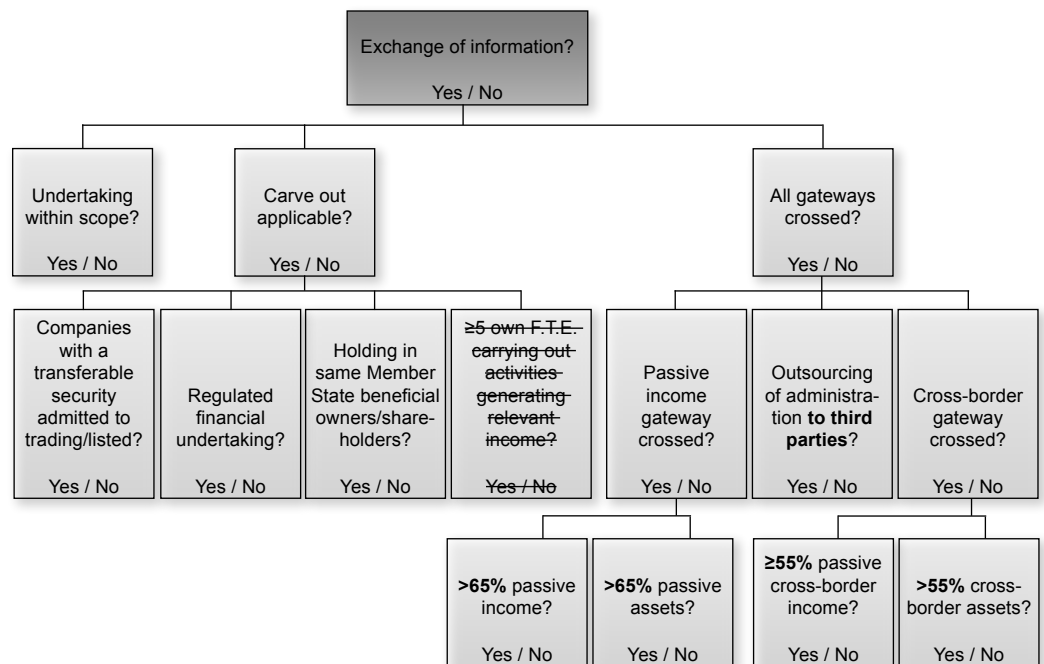 Exchange of information?
Yes / No
Undertaking
within scope?
Yes / No
Carve out
applicable?
Yes / No
All gateways
crossed?
Yes / No
Companies
with a
transferable
security
admitted to
trading/listed?
Yes / No
Regulated
financial
undertaking?
Yes / No
Holding in
same Member
State beneficial
owners/share-
holders?
Yes / No
≥5 own F.T.E.
carrying out
activities
generating
relevant
income?
Yes / No
Passive
income
gateway
crossed?
Yes / No
Outsourcing
of administra-
tion to third
parties?
Yes / No
Cross-border
gateway
crossed?
Yes / No
>65% passive
income?
Yes / No
>65% passive
assets?
Yes / No
≥55% passive
cross-border
income?
Yes / No
>55% cross-
border assets?
Yes / No